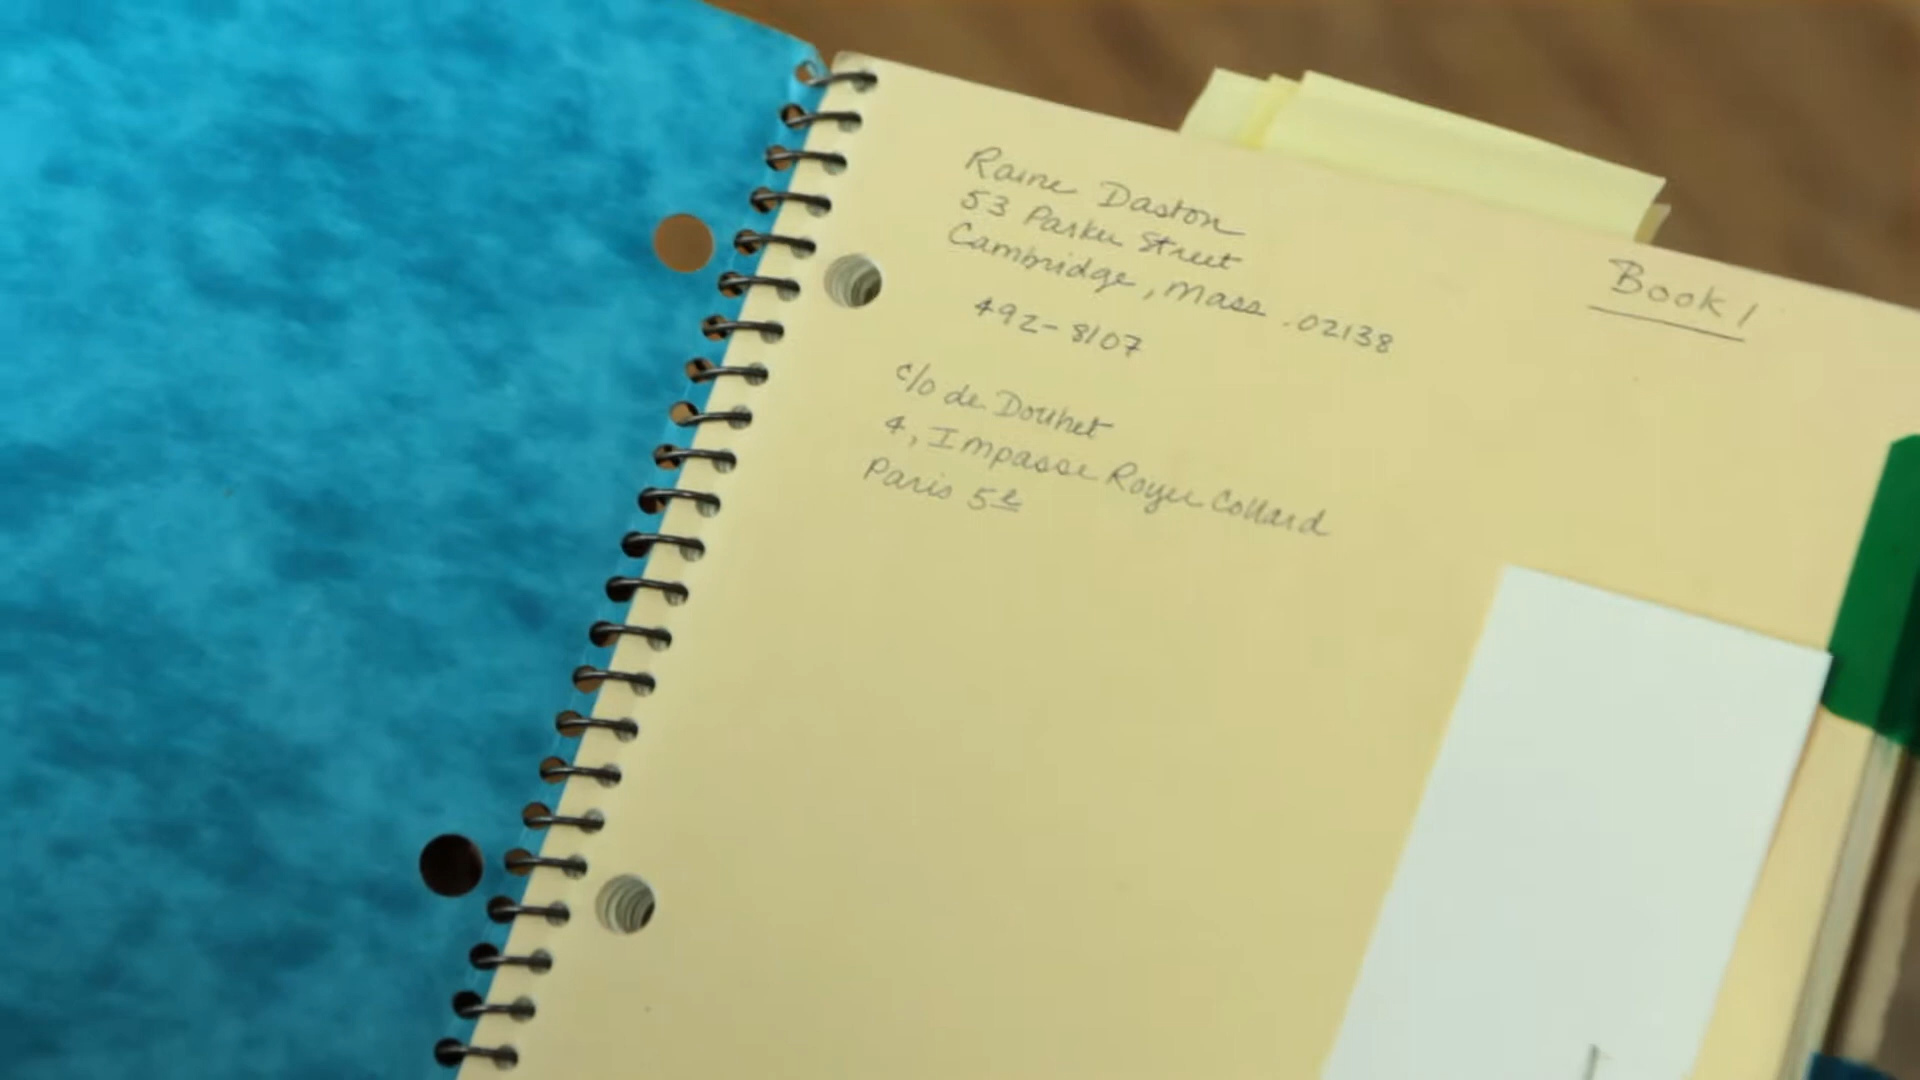 Raine Daston
53 Parker Street
Cambridge, Mass. 02138
492-8107
c/o de Douhet
4, Impasse Royer Collard
Paris 5e
Book 1